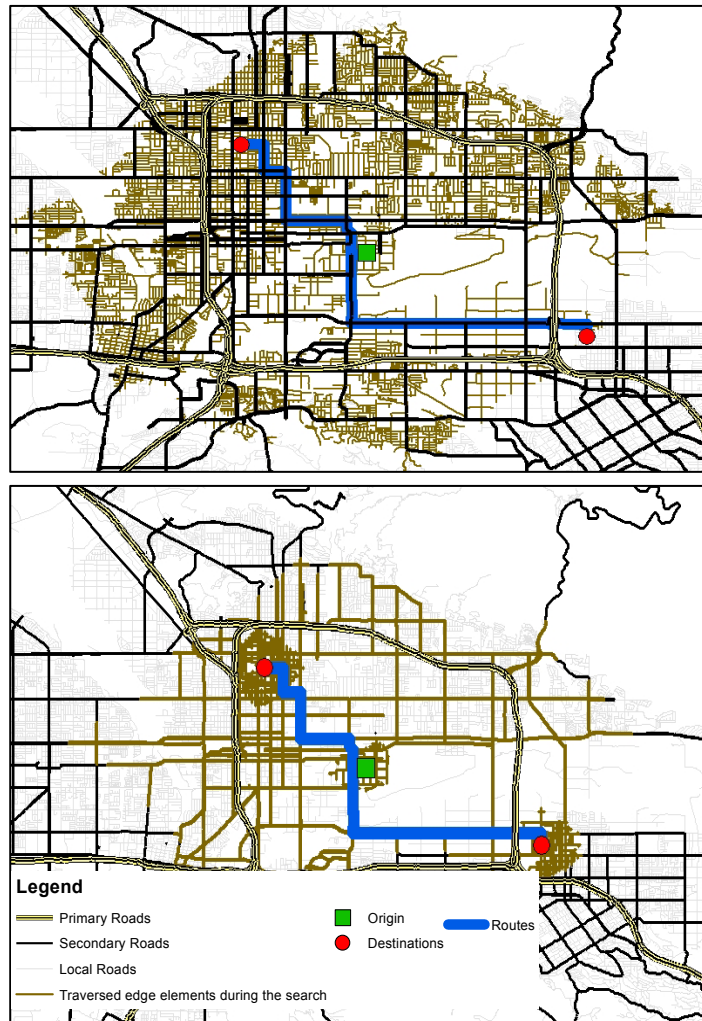 Legend
Primary Roads
Secondary Roads
Local Roads
Traversed edge elements during the search
Origin
Destinations
Routes